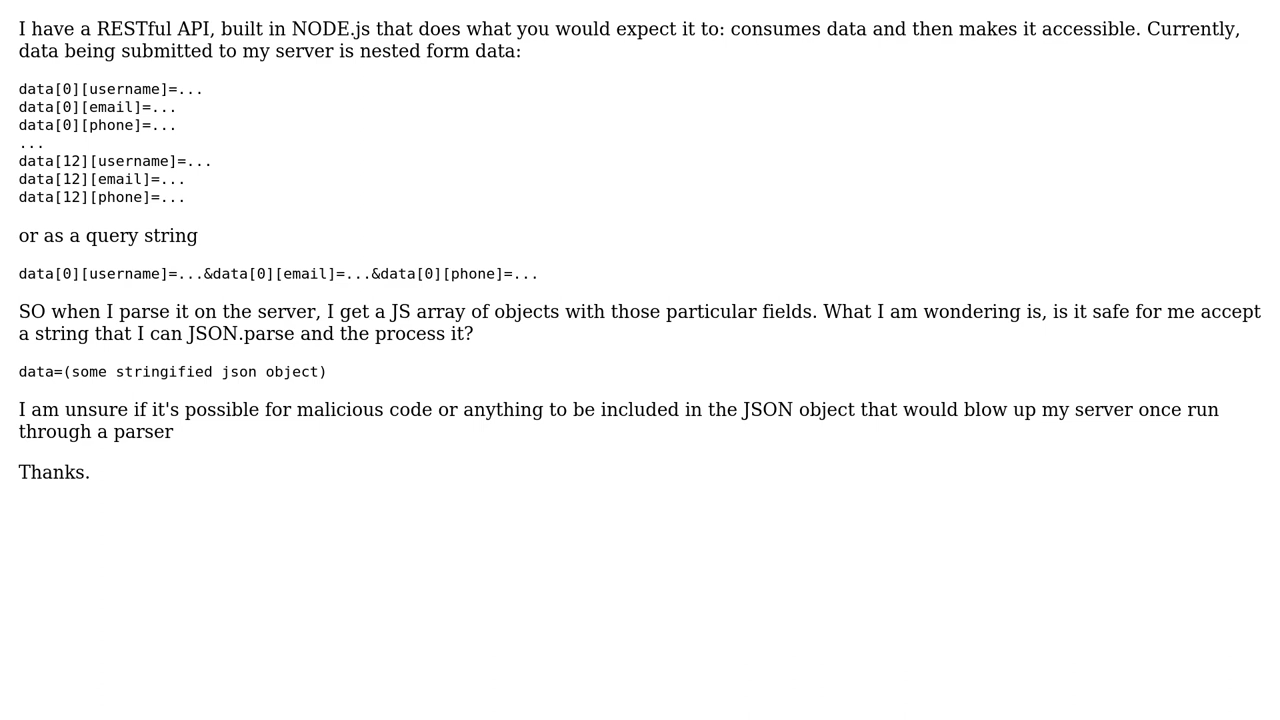 I have a RESTful API, built in NODE.js that does what you would expect it to: consumes data and then makes it accessible. Currently,
data being submitted to my server is nested form data:
data[0][username]=...
data[0][email]=...
data[0][phone]=...
...
data[12][username]=...
data[12][email]=...
data[12][phone]=...
or as a query string
data[0][username]=...&data[0][email]=...&data[0][phone]=...
SO when I parse it on the server, I get a JS array of objects with those particular fields. What I am wondering is, is it safe for me accept
a string that I can JSON.parse and the process it?
data=(some stringified json object)
I am unsure if it's possible for malicious code or anything to be included in the JSON object that would blow up my server once run
through a parser
Thanks.